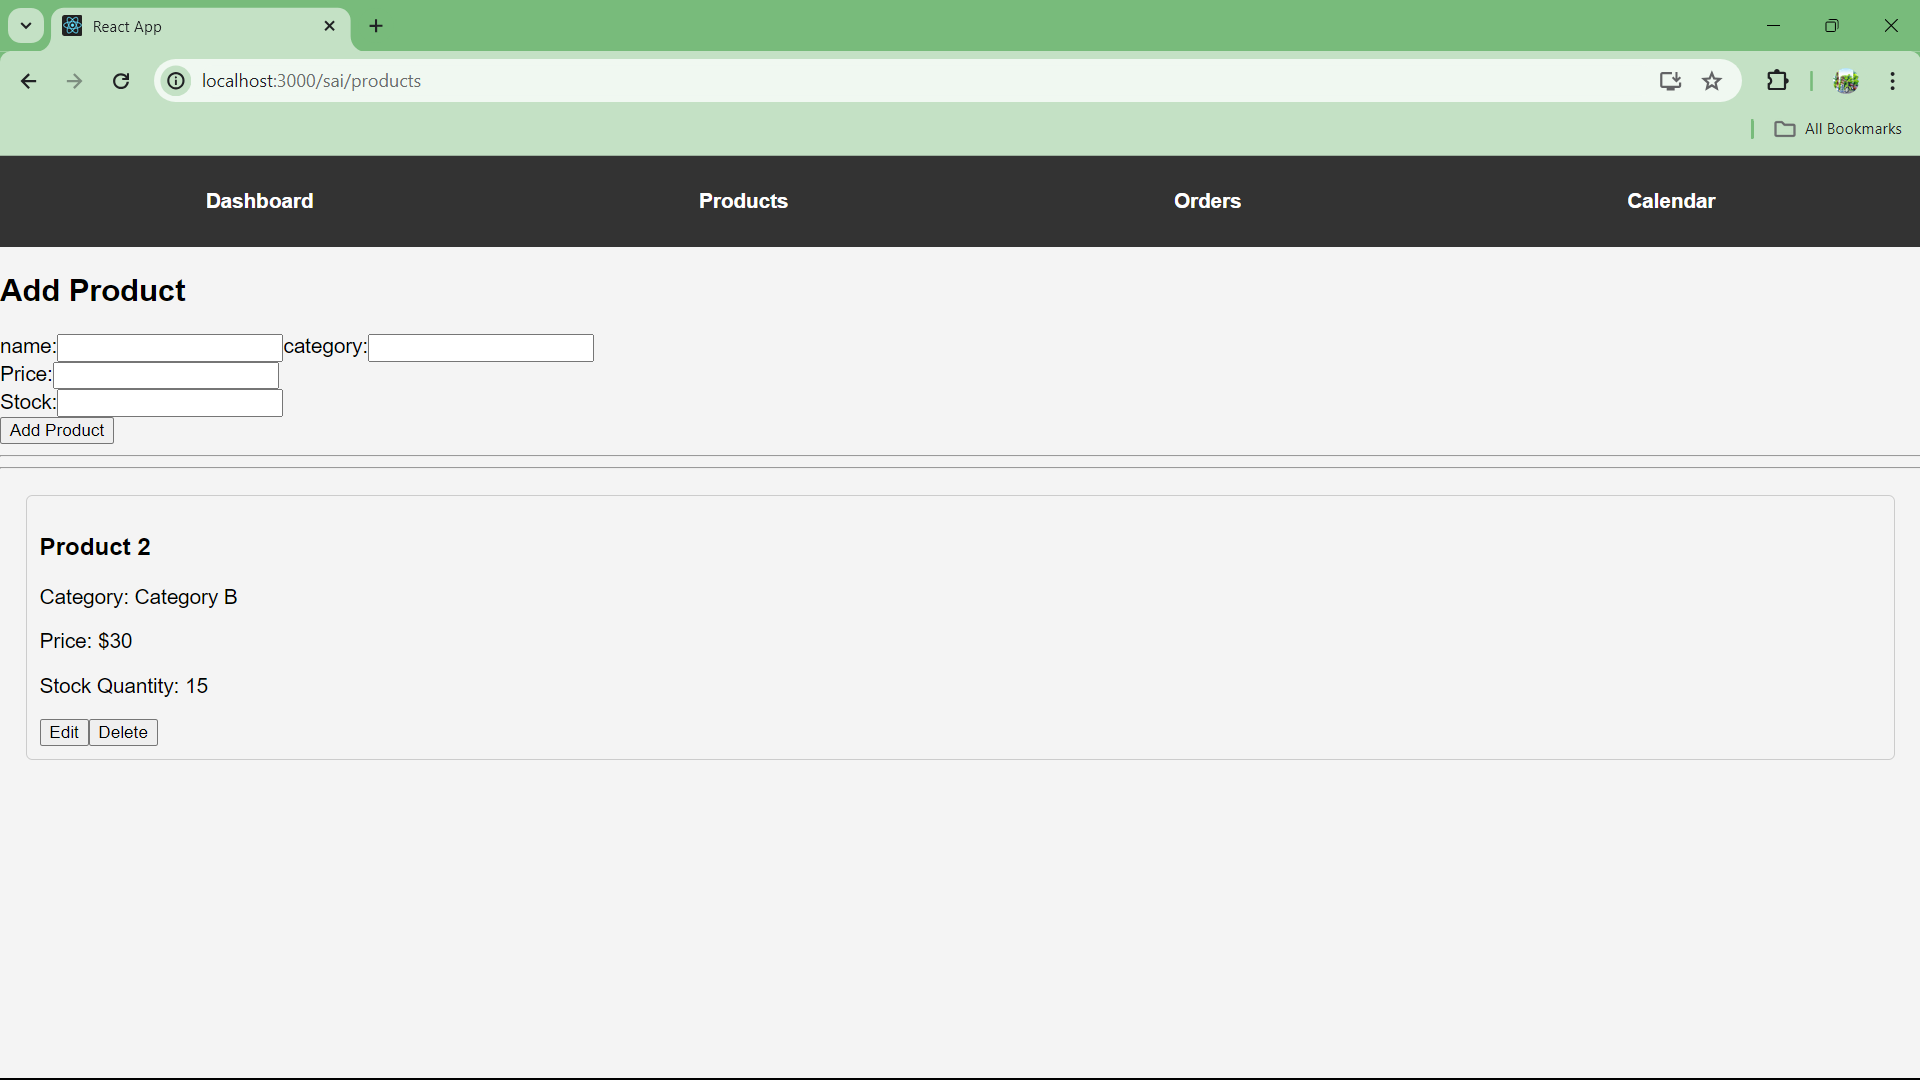 React App
localhost:3000/sai/products
All Bookmarks
Dashboard Products Orders Calendar
Add Product
name: category:
Price:
Stock:
Add Product
Product 2
Category: Category B
Price: $30
Stock Quantity: 15
Edit Delete